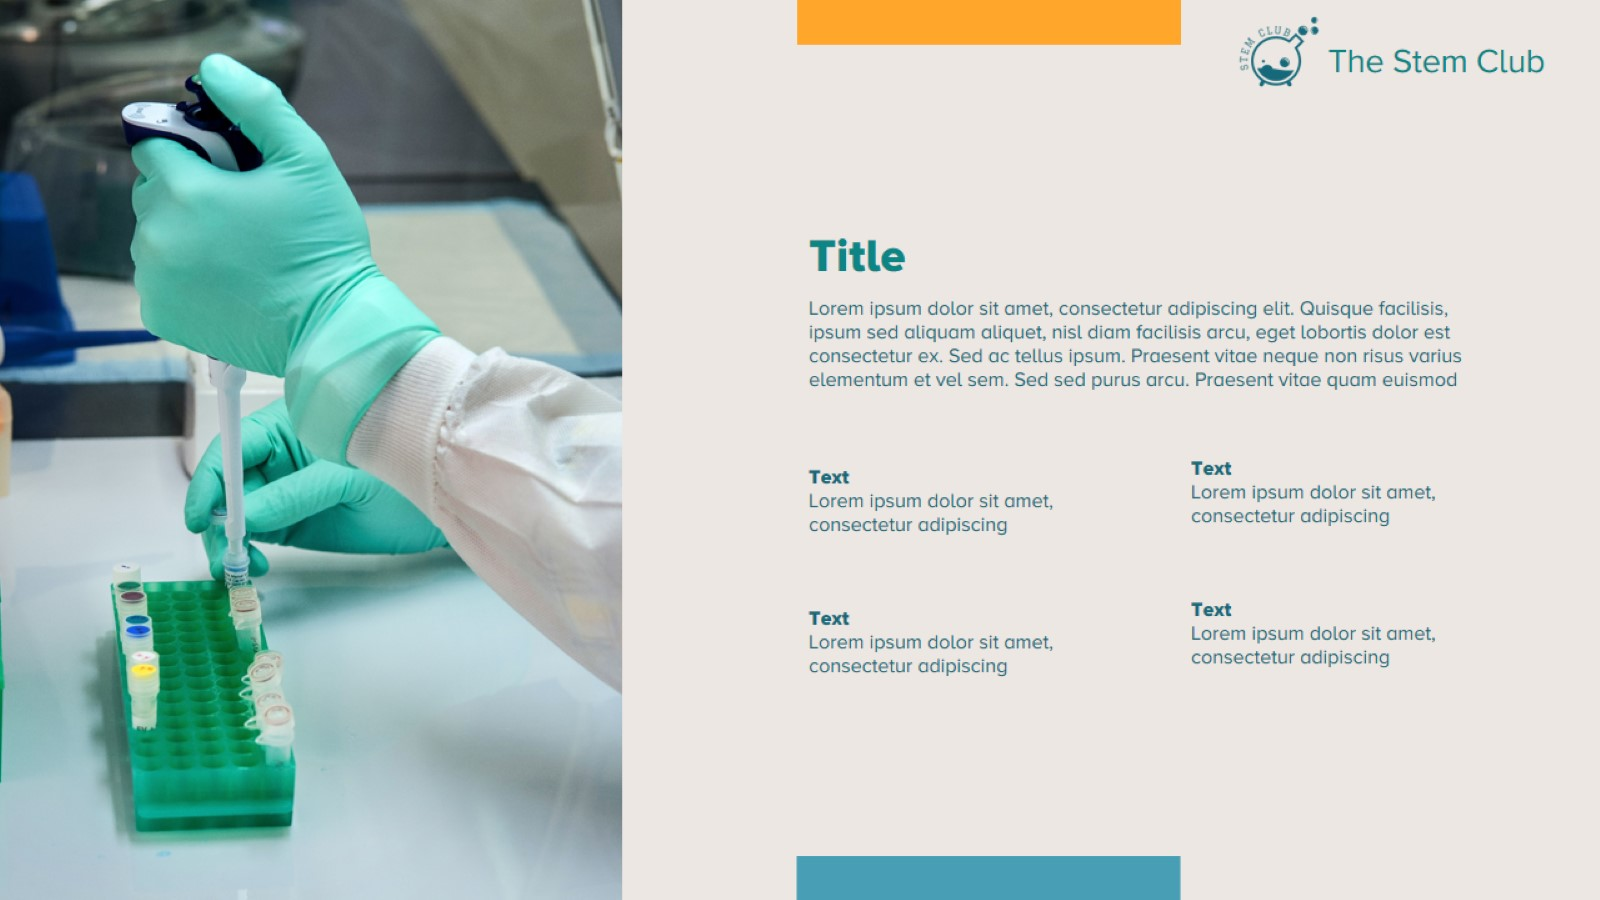 STEM CLUB
The Stem Club
Title
Lorem ipsum dolor sit amet, consectetur adipiscing elit. Quisque facilisis,
ipsum sed aliquam aliquet, nisl diam facilisis arcu, eget lobortis dolor est
consectetur ex. Sed ac tellus ipsum. Praesent vitae neque non risus varius
elementum et vel sem. Sed sed purus arcu. Praesent vitae quam euismod
Text
Lorem ipsum dolor sit amet,
consectetur adipiscing
Text
Lorem ipsum dolor sit amet,
consectetur adipiscing
Text
Lorem ipsum dolor sit amet,
consectetur adipiscing
Text
Lorem ipsum dolor sit amet,
consectetur adipiscing